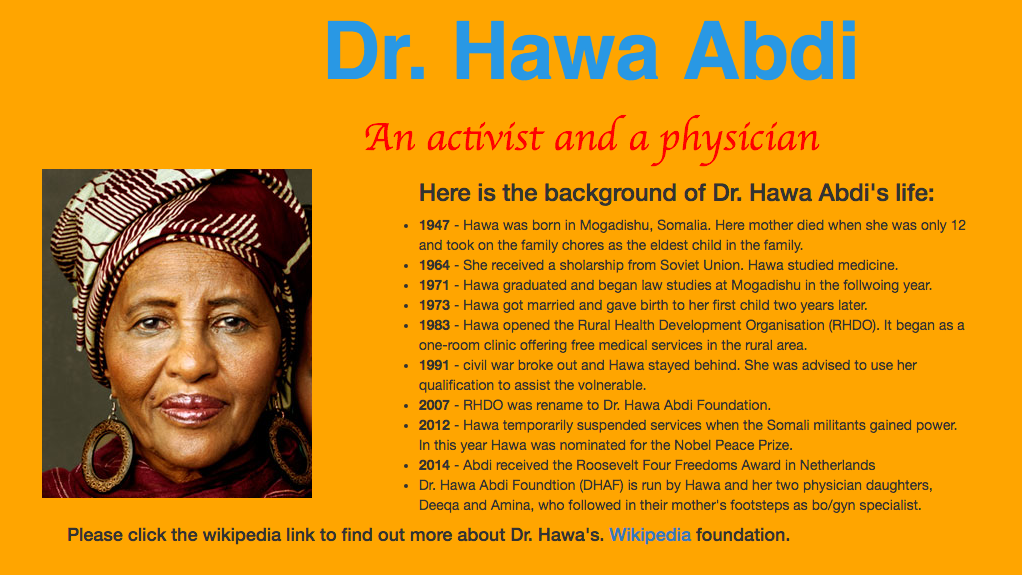 Dr. Hawa Abdi
An activist and a physician
Here is the background of Dr. Hawa Abdi's life:
• 1947 - Hawa was born in Mogadishu, Somalia. Here mother died when she was only 12
and took on the family chores as the eldest child in the family.
• 1964 - She received a sholarship from Soviet Union. Hawa studied medicine.
• 1971 - Hawa graduated and began law studies at Mogadishu in the follwoing year.
• 1973 - Hawa got married and gave birth to her first child two years later.
• 1983 - Hawa opened the Rural Health Development Organisation (RHDO). It began as a
one-room clinic offering free medical services in the rural area.
• 1991 - civil war broke out and Hawa stayed behind. She was advised to use her
qualification to assist the volnerable.
• 2007 - RHDO was rename to Dr. Hawa Abdi Foundation.
• 2012 - Hawa temporarily suspended services when the Somali militants gained power.
In this year Hawa was nominated for the Nobel Peace Prize.
• 2014 - Abdi received the Roosevelt Four Freedoms Award in Netherlands
• Dr. Hawa Abdi Foundtion (DHAF) is run by Hawa and her two physician daughters,
Deeqa and Amina, who followed in their mother's footsteps as bo/gyn specialist.
Please click the wikipedia link to find out more about Dr. Hawa's. Wikipedia foundation.